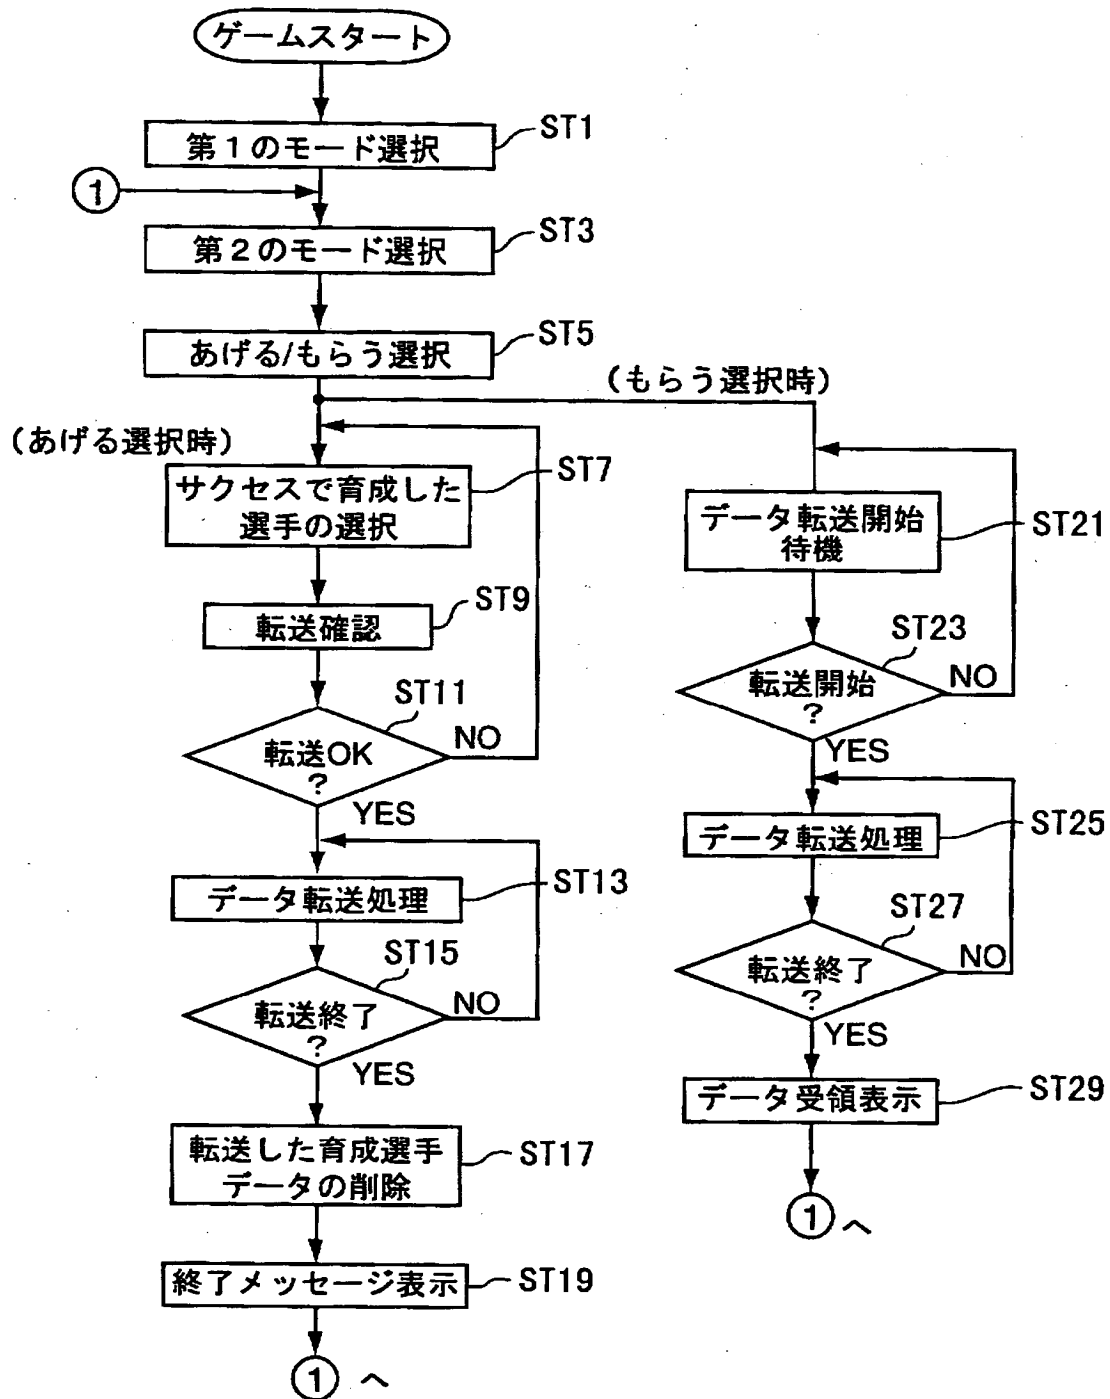 ゲームスタート
第1のモード選択
ST1
①
第2のモード選択
ST3
あげる/もらう選択
ST5
(もらう選択時)
(あげる選択時)
サクセスで育成した
選手の選択
ST7
転送確認
ST9
転送OK
?
ST11
NO
YES
データ転送処理
ST13
転送終了
?
ST15
NO
YES
転送した育成選手
データの削除
ST17
終了メッセージ表示
ST19
①へ
データ転送開始
待機
ST21
転送開始
?
ST23
NO
YES
データ転送処理
ST25
転送終了
?
ST27
NO
YES
データ受領表示
ST29
①へ